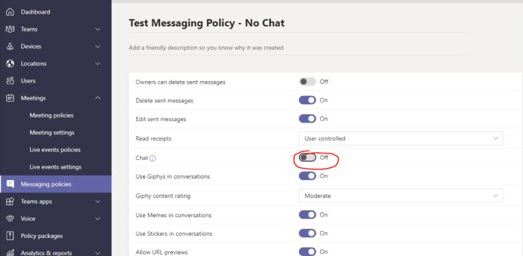 Dashboard
Teams
Devices
Locations
Users
Meetings
Meeting policies
Meeting settings
Live events policies
Live events settings
Messaging policies
Teams apps
Voice
Policy packages
Analytics & reports
Test Messaging Policy - No Chat
Add a friendly description so you know why it was created
Owners can delete sent messages Off
Delete sent messages On
Edit sent messages On
Read receipts User controlled
Chat Off
Use Giphys in conversations On
Giphy content rating Moderate
Use Memes in conversations On
Use Stickers in conversations On
Allow URL previews On